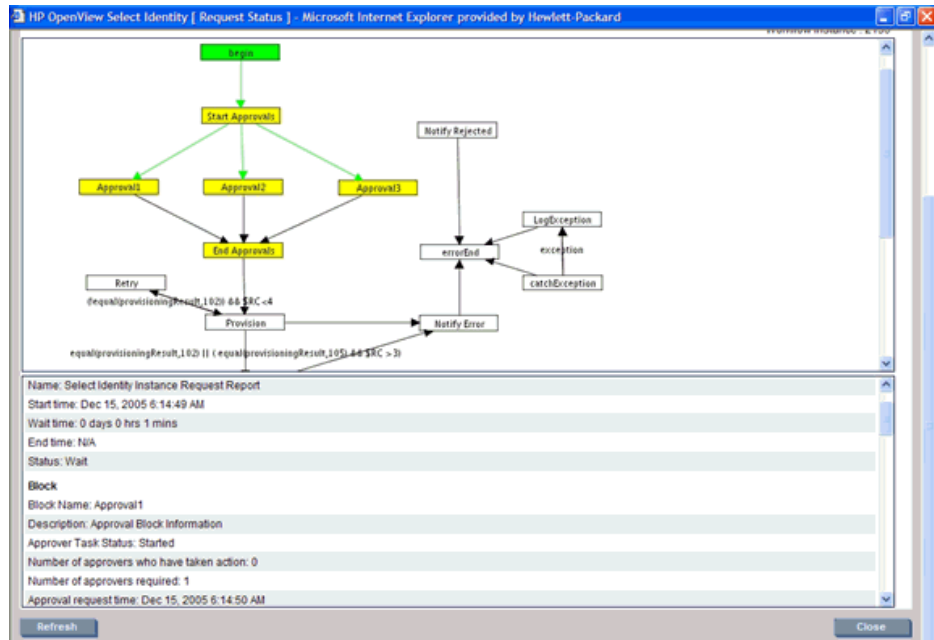 HP OpenView Select Identity [ Request Status ] - Microsoft Internet Explorer provided by Hewlett-Packard
Workflow Instance : 2150
begin
Start Approvals
Notify Rejected
Approval1
Approval2
Approval3
LogException
End Approvals
errorEnd
exception
Retry
catchException
(equal(provisioningResult,102)) && $RC<4
Provision
Notify Error
equal(provisioningResult,102) || ( equal(provisioningResult,105) && $RC > 3)
Name: Select Identity Instance Request Report
Start time: Dec 15, 2005 6:14:49 AM
Wait time: 0 days 0 hrs 1 mins
End time: N/A
Status: Wait
Block
Block Name: Approval1
Description: Approval Block Information
Approver Task Status: Started
Number of approvers who have taken action: 0
Number of approvers required: 1
Approval request time: Dec 15, 2005 6:14:50 AM
Refresh
Close